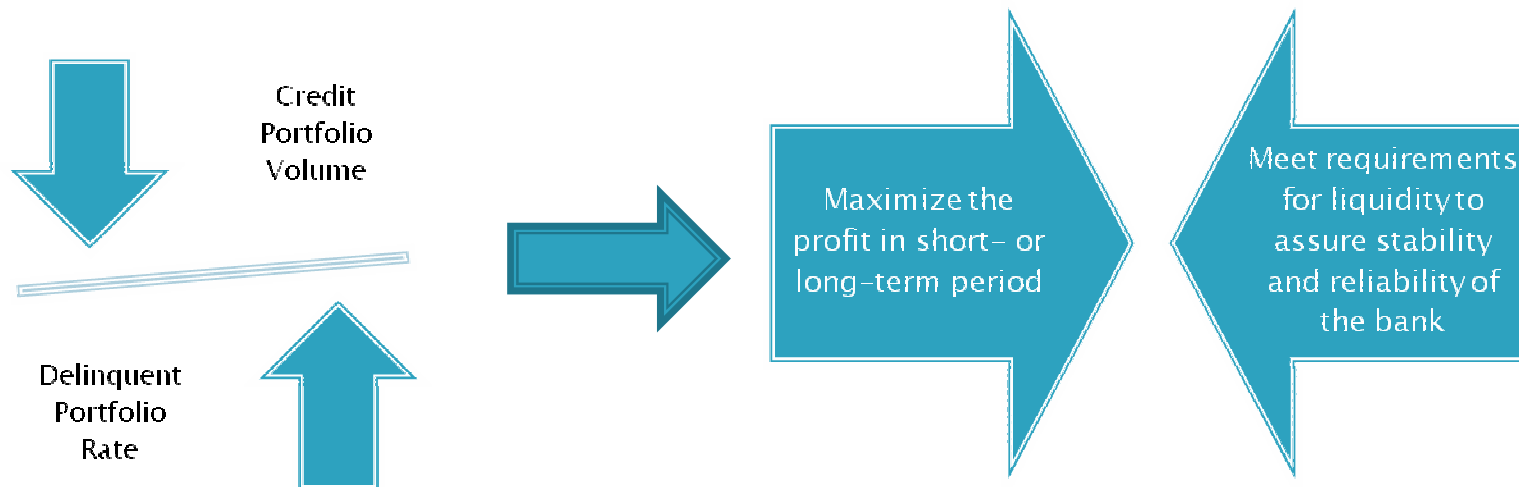 Credit
Portfolio
Volume
Delinquent
Portfolio
Rate
Maximize the
profit in short- or
long-term period
Meet requirements
for liquidity to
assure stability
and reliability of
the bank